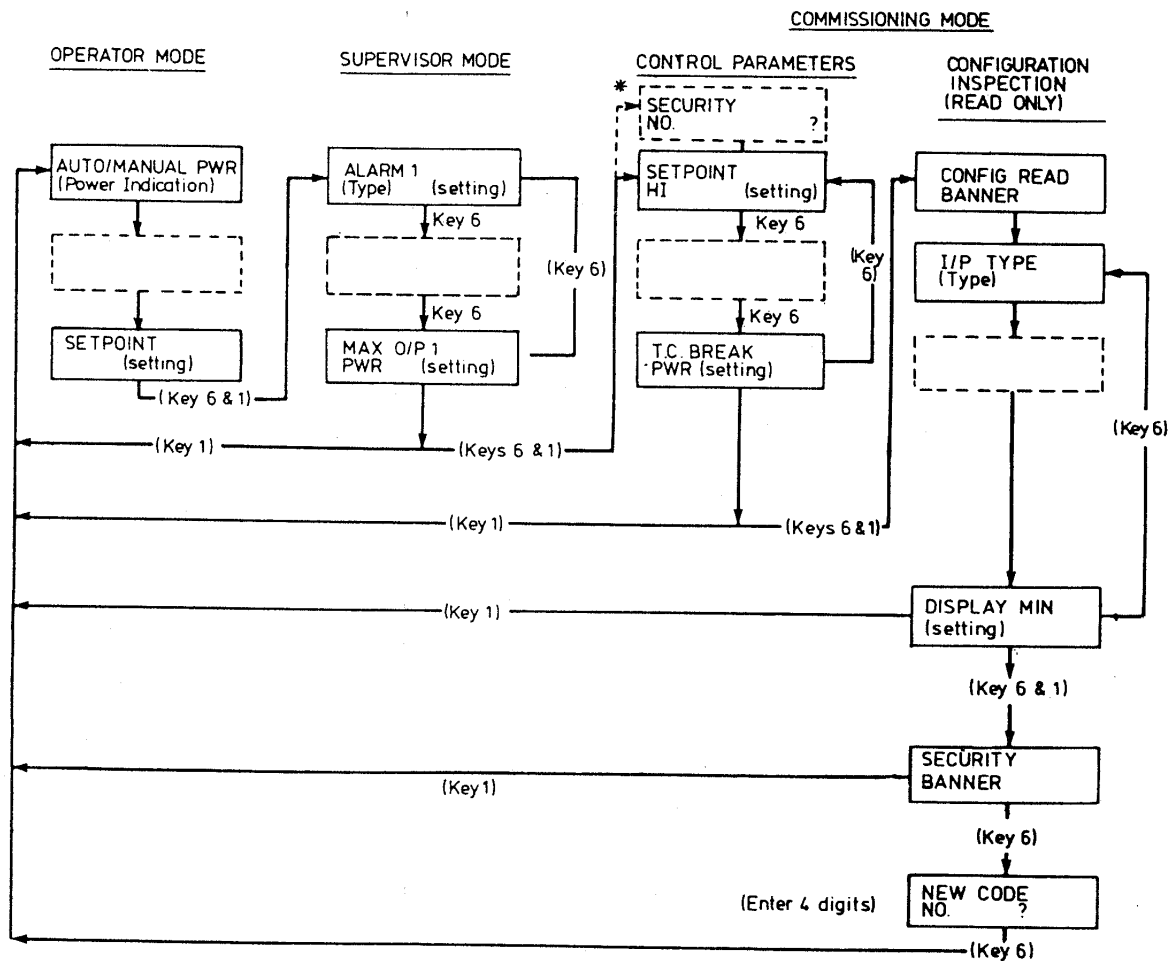 COMMISSIONING MODE
OPERATOR MODE
SUPERVISOR MODE
CONTROL PARAMETERS
CONFIGURATION
INSPECTION
(READ ONLY)
*
SECURITY
NO. ?
AUTO/MANUAL PWR
(Power Indication)
ALARM 1
(Type) (setting)
SETPOINT
HI (setting)
CONFIG READ
BANNER
Key 6
Key 6
(Key 6)
(Key
6)
I/P TYPE
(Type)
Key 6
Key 6
SETPOINT
(setting)
MAX O/P 1
PWR (setting)
T.C. BREAK
PWR (setting)
(Key 6 & 1)
(Key 1)
(Keys 6 & 1)
(Key 6)
(Key 1)
(Keys 6 & 1)
(Key 1)
DISPLAY MIN
(setting)
(Key 6 & 1)
SECURITY
BANNER
(Key 1)
(Key 6)
(Enter 4 digits)
NEW CODE
NO. ?
(Key 6)